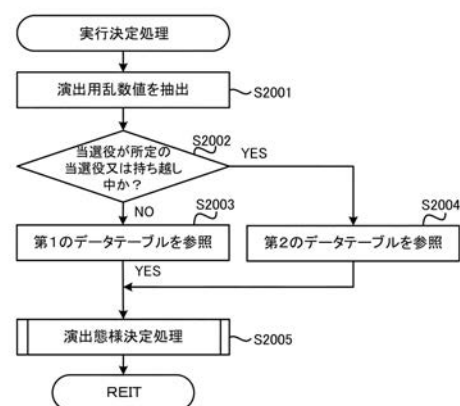 実行決定処理
演出用乱数値を抽出
S2001
S2002
当選役が所定の
当選役又は持ち越し
中か？
YES
NO
S2003
S2004
第1のデータテーブルを参照
第2のデータテーブルを参照
YES
演出態様決定処理
S2005
REIT